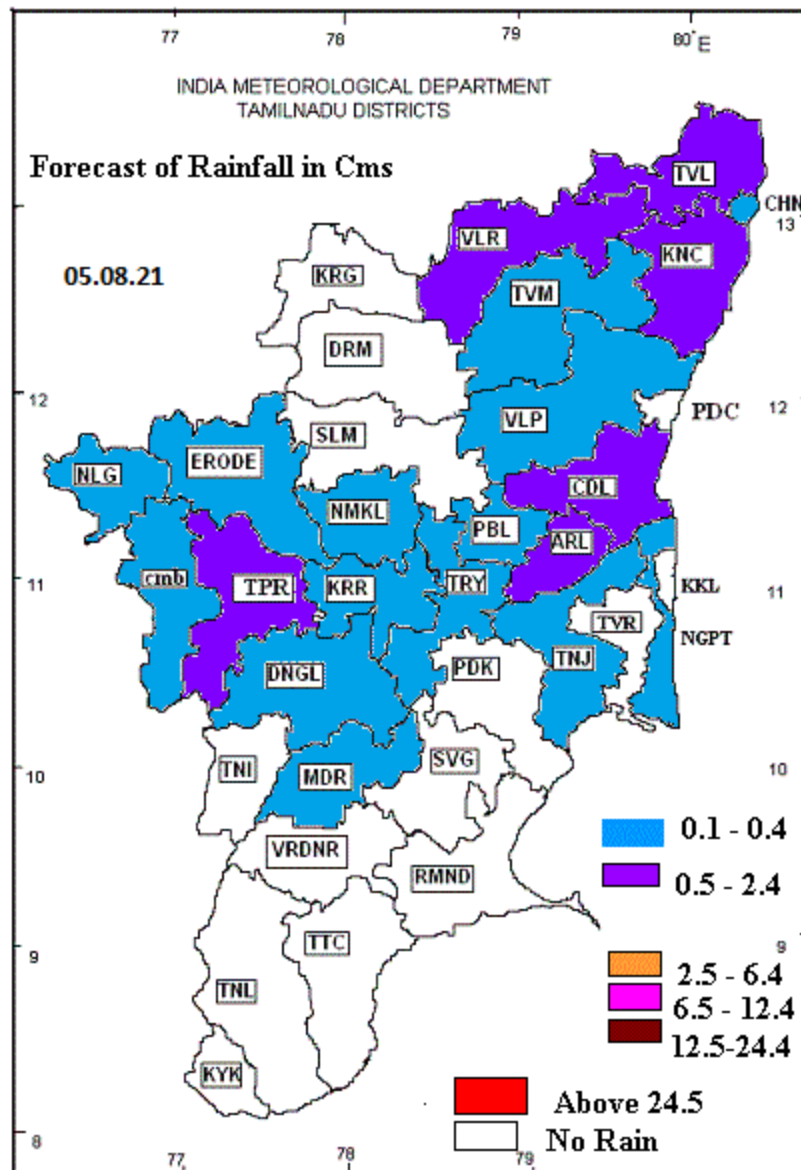 77 78 79 80°E
INDIA METEOROLOGICAL DEPARTMENT
TAMILNADU DISTRICTS
Forecast of Rainfall in Cms
TVL
CHN
13
VLR
KNC
05.08.21
KRG
TVM
DRM
12
12
PDC
VLP
SLM
ERODE
NLG
CDL
NMKL
PBL
ARL
11
cmb
TPR
KRR
TRY
KKL
11
TVR
NGPT
DNGL
PDK
TNJ
10
TNI
MDR
SVG
10
0.1 - 0.4
VRDNR
RMND
0.5 - 2.4
9
TTC
9
2.5 - 6.4
TNL
6.5 - 12.4
12.5-24.4
KYK
Above 24.5
No Rain
8
77 78 79